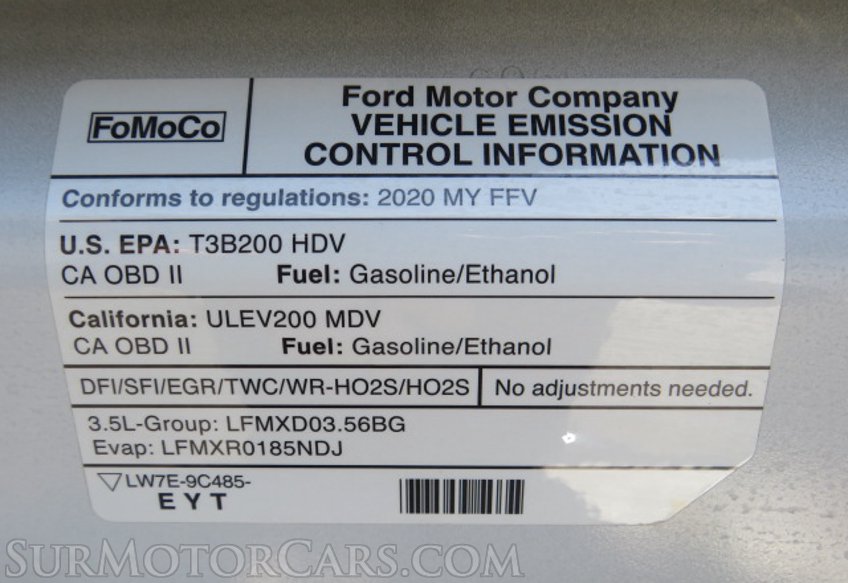 FoMoCo
Ford Motor Company
VEHICLE EMISSION
CONTROL INFORMATION
Conforms to regulations: 2020 MY FFV
U.S. EPA: T3B200 HDV
CA OBD II Fuel: Gasoline/Ethanol
California: ULEV200 MDV
CA OBD II Fuel: Gasoline/Ethanol
DFI/SFI/EGR/TWC/WR-HO2S/HO2S No adjustments needed.
3.5L-Group: LFMXD03.56BG
Evap: LFMXR0185NDJ
LW7E-9C485-
EYT
SurMotorCars.com